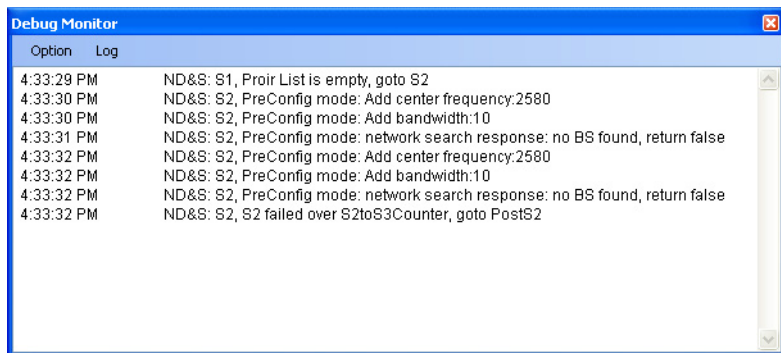 Debug Monitor
Option Log
4:33:29 PM ND&S: S1, Proir List is empty, goto S2
4:33:30 PM ND&S: S2, PreConfig mode: Add center frequency:2580
4:33:30 PM ND&S: S2, PreConfig mode: Add bandwidth:10
4:33:31 PM ND&S: S2, PreConfig mode: network search response: no BS found, return false
4:33:32 PM ND&S: S2, PreConfig mode: Add center frequency:2580
4:33:32 PM ND&S: S2, PreConfig mode: Add bandwidth:10
4:33:32 PM ND&S: S2, PreConfig mode: network search response: no BS found, return false
4:33:32 PM ND&S: S2, S2 failed over S2toS3Counter, goto PostS2